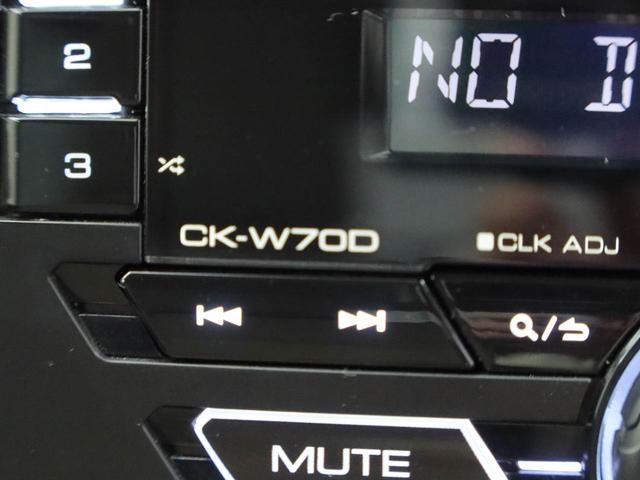 2
NO D
3
CK-W70D
CLK ADJ
MUTE